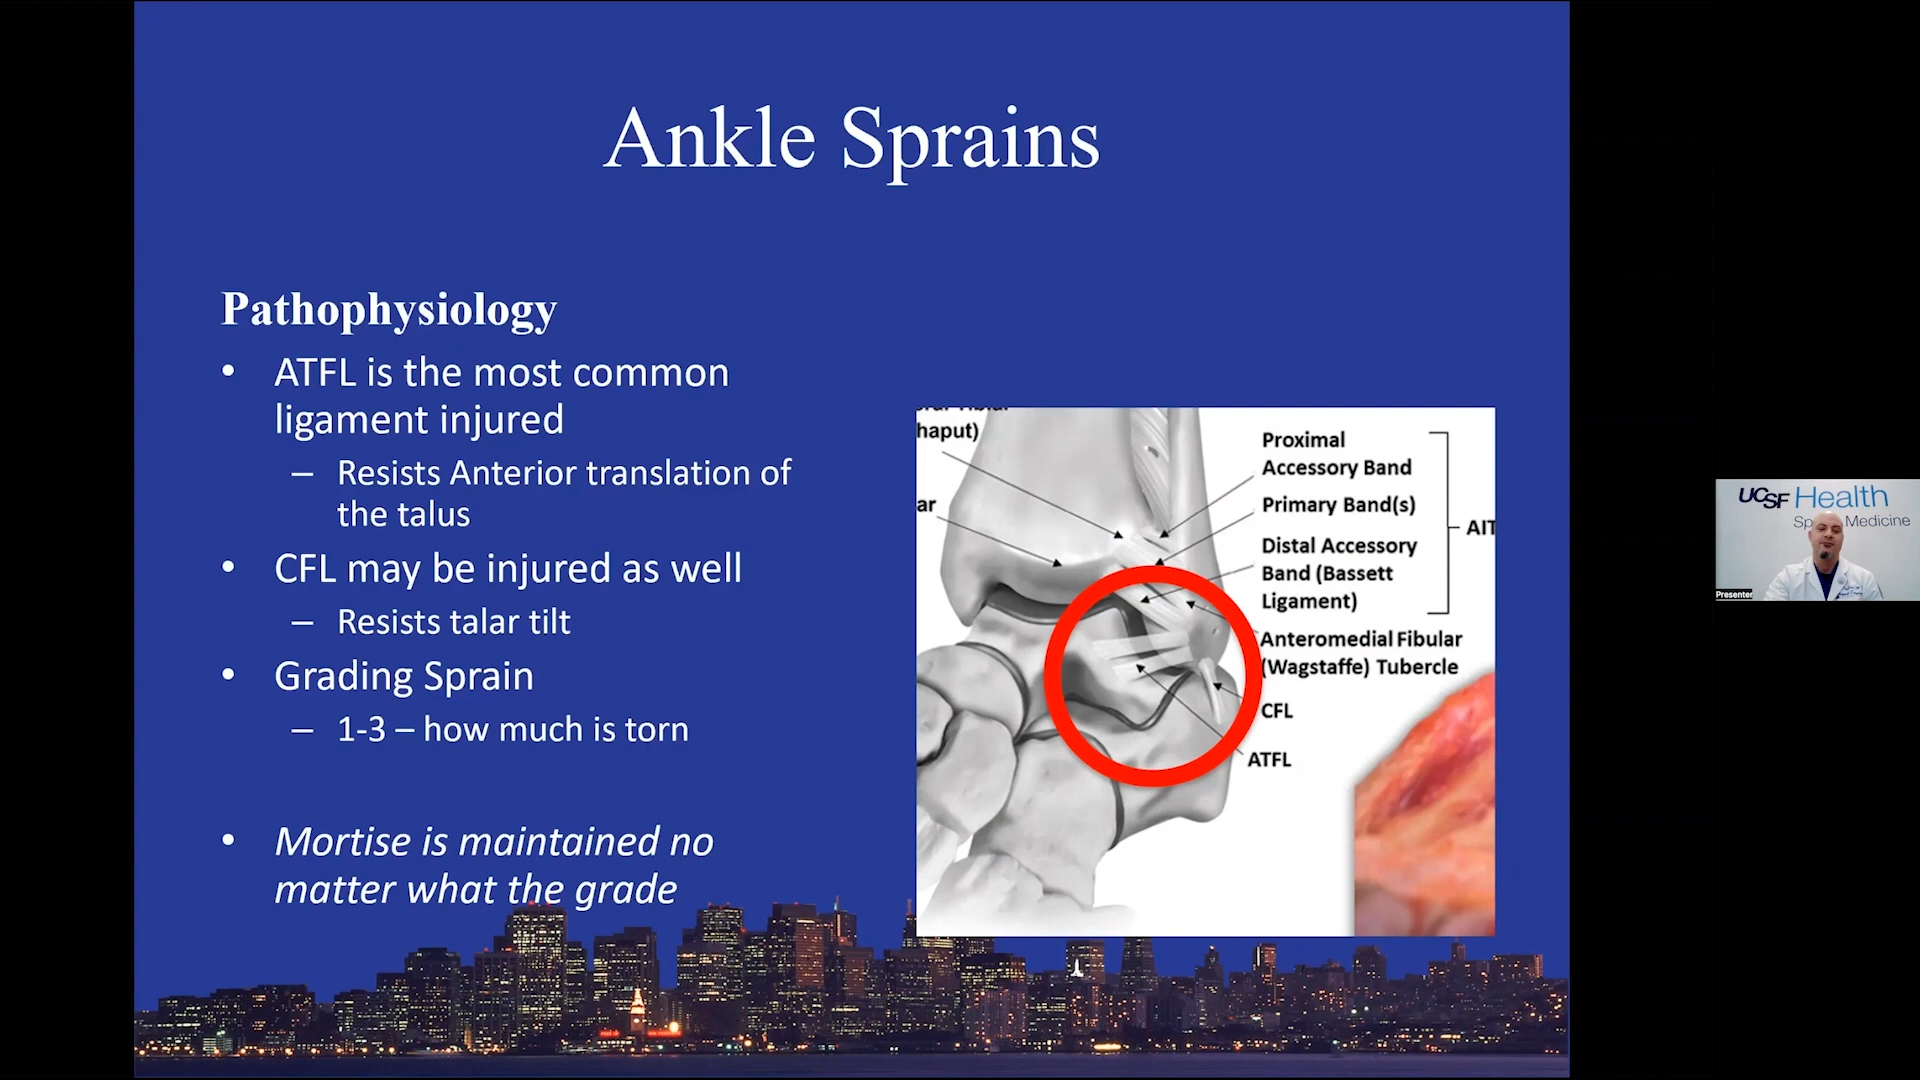 Ankle Sprains
Pathophysiology
• ATFL is the most common
ligament injured
– Resists Anterior translation of
the talus
• CFL may be injured as well
– Resists talar tilt
• Grading Sprain
– 1-3 – how much is torn
• Mortise is maintained no
matter what the grade
haput)
ar
Proximal
Accessory Band
Primary Band(s)
Distal Accessory
Band (Bassett
Ligament)
AIT
Anteromedial Fibular
(Wagstaffe) Tubercle
CFL
ATFL
UCSF Health
Medicine
Presenter